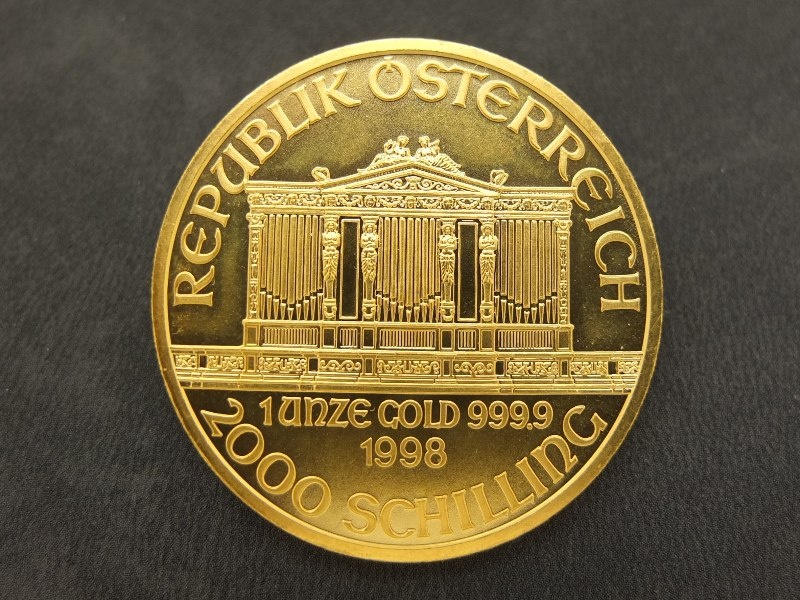 REPUBLIK ÖSTERREICH
1 UNZE GOLD 999.9
1998
2000 SCHILLING